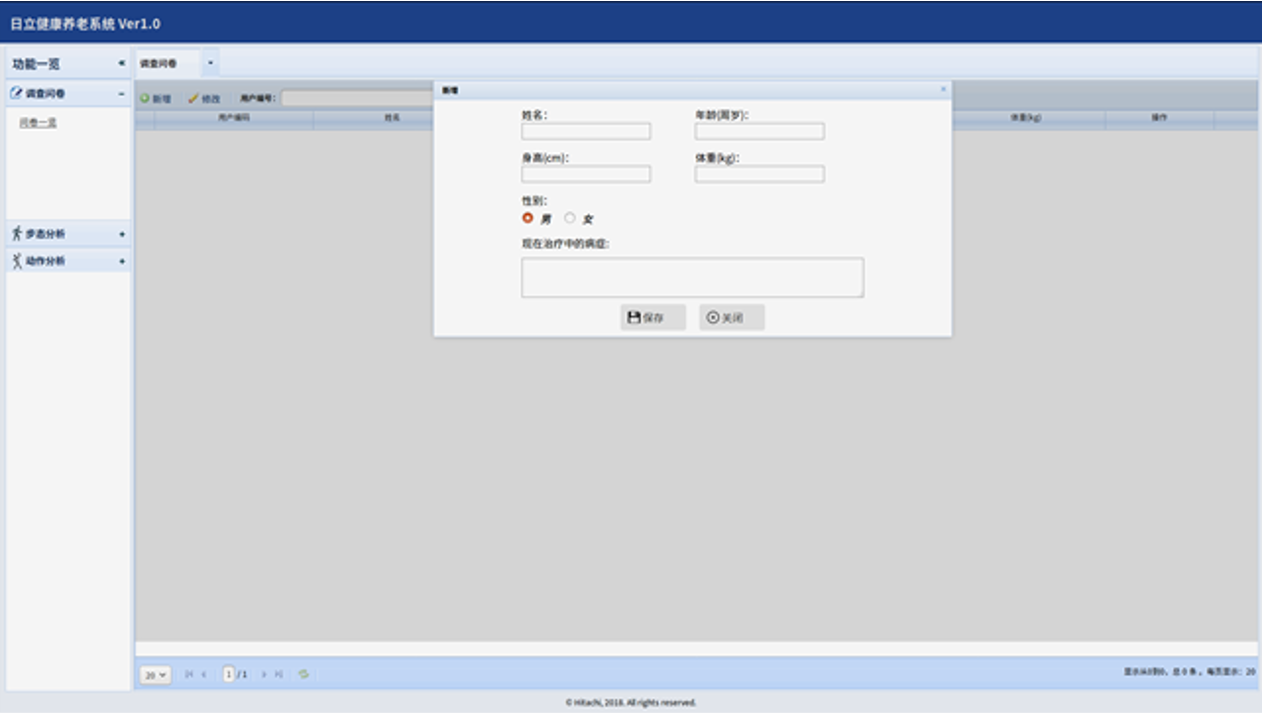 日立健康养老系统 Ver1.0
功能一览
调查问卷
问卷一览
步态分析
动作分析
调查问卷
新增 修改 用户编号:
用户编码 姓名 体重(kg) 操作
新增
姓名: 年龄(周岁):
身高(cm): 体重(kg):
性别:
男 女
现在治疗中的病症:
保存 关闭
20 1 /1
显示从0到0，总 0 条，每页显示: 20
© Hitachi, 2018. All rights reserved.